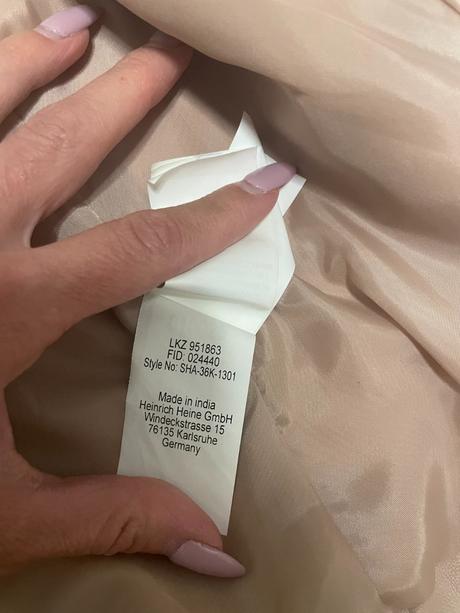 LKZ 951863
FID: 024440
Style No: SHA-36K-1301
Made in india
Heinrich Heine GmbH
Windeckstrasse 15
76135 Karlsruhe
Germany